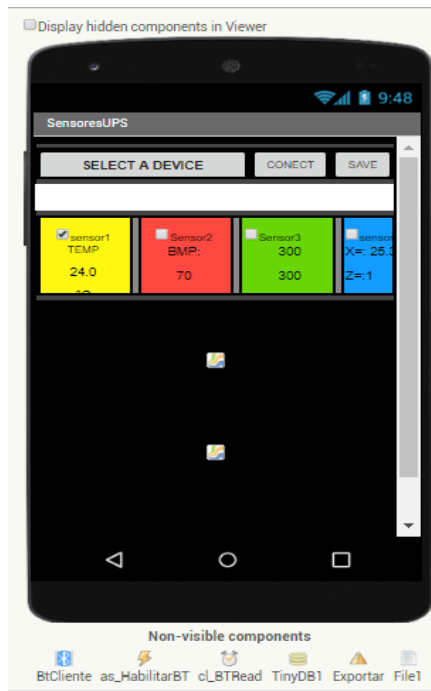 Display hidden components in Viewer
9:48
SensoresUPS
SELECT A DEVICE CONECT SAVE
sensor1 Sensor2 Sensor3
TEMP BMP: 300 X=: 25.
24.0 70 300 Z=:1
Non-visible components
BtCliente as_HabilitarBT cl_BTRead TinyDB1 Exportar File1